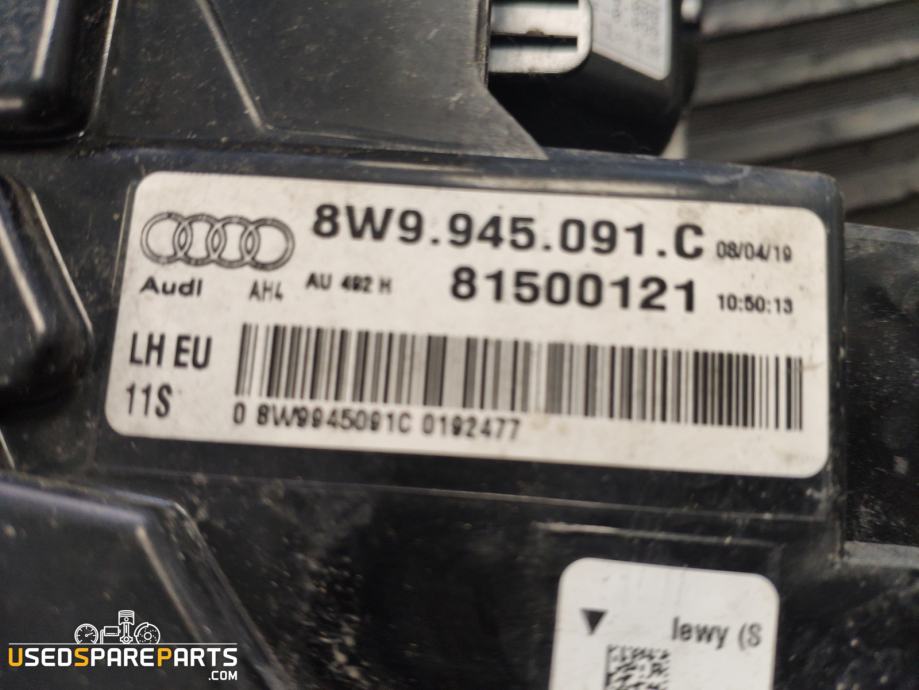 8W9.945.091.C 08/04/19
Audi AHL AU 492 H 81500121 10:50:13
LH EU
11S
0 8W9945091C 0192477
lewy (S
USEDSPAREPARTS
.COM